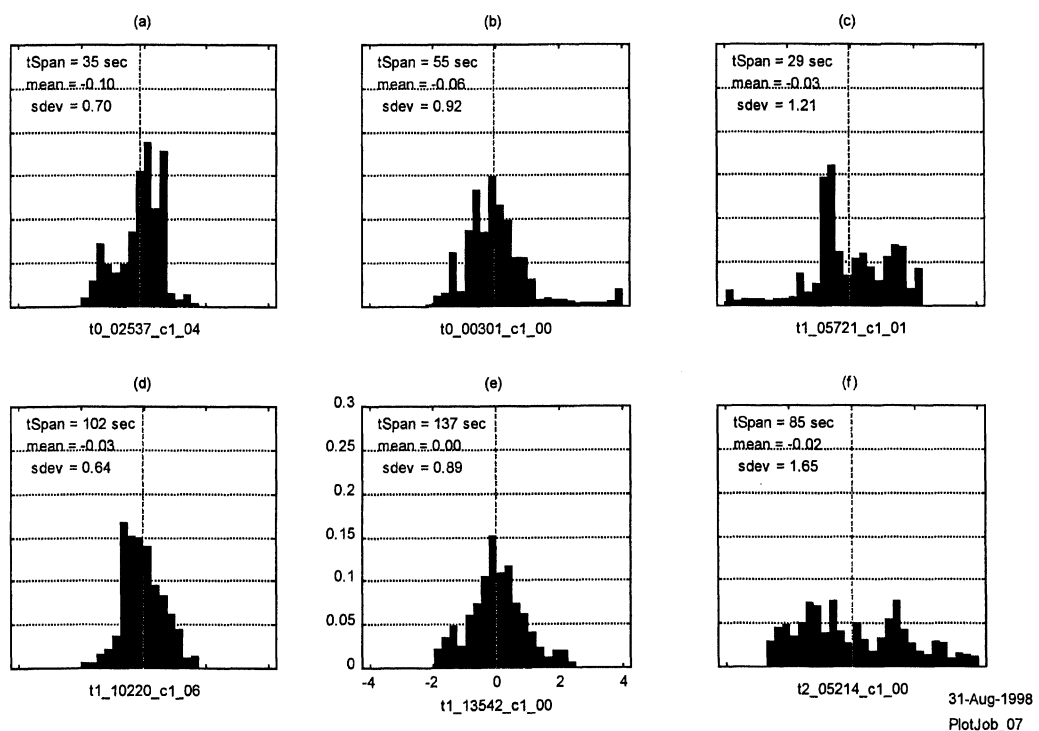 (a)
tSpan = 35 sec
mean = -0.10
sdev = 0.70
t0_02537_c1_04
(b)
tSpan = 55 sec
mean = -0.06
sdev = 0.92
t0_00301_c1_00
(c)
tSpan = 29 sec
mean = -0.03
sdev = 1.21
t1_05721_c1_01
(d)
tSpan = 102 sec
mean = -0.03
sdev = 0.64
t1_10220_c1_06
(e)
0.3
0.25
0.2
0.15
0.1
0.05
0
tSpan = 137 sec
mean = 0.00
sdev = 0.89
-4 -2 0 2 4
t1_13542_c1_00
(f)
tSpan = 85 sec
mean = -0.02
sdev = 1.65
t2_05214_c1_00
31-Aug-1998
PlotJob_07